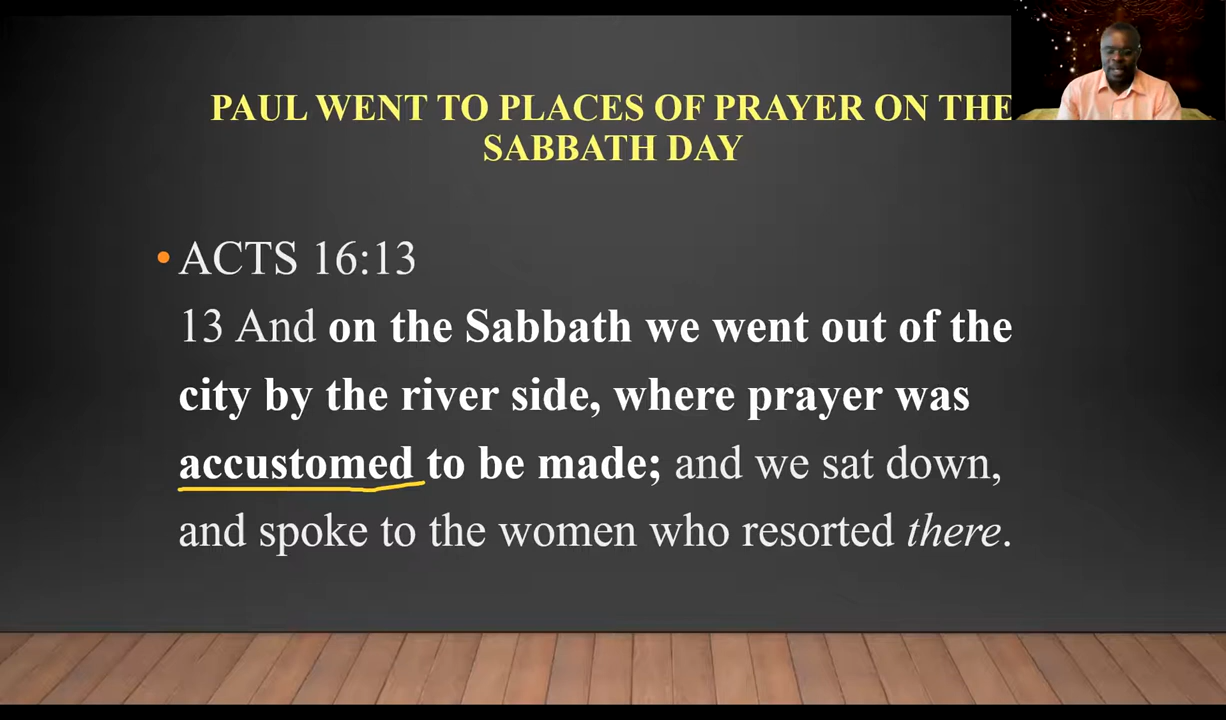 PAUL WENT TO PLACES OF PRAYER ON THE
SABBATH DAY
• ACTS 16:13
13 And on the Sabbath we went out of the
city by the river side, where prayer was
accustomed to be made; and we sat down,
and spoke to the women who resorted there.